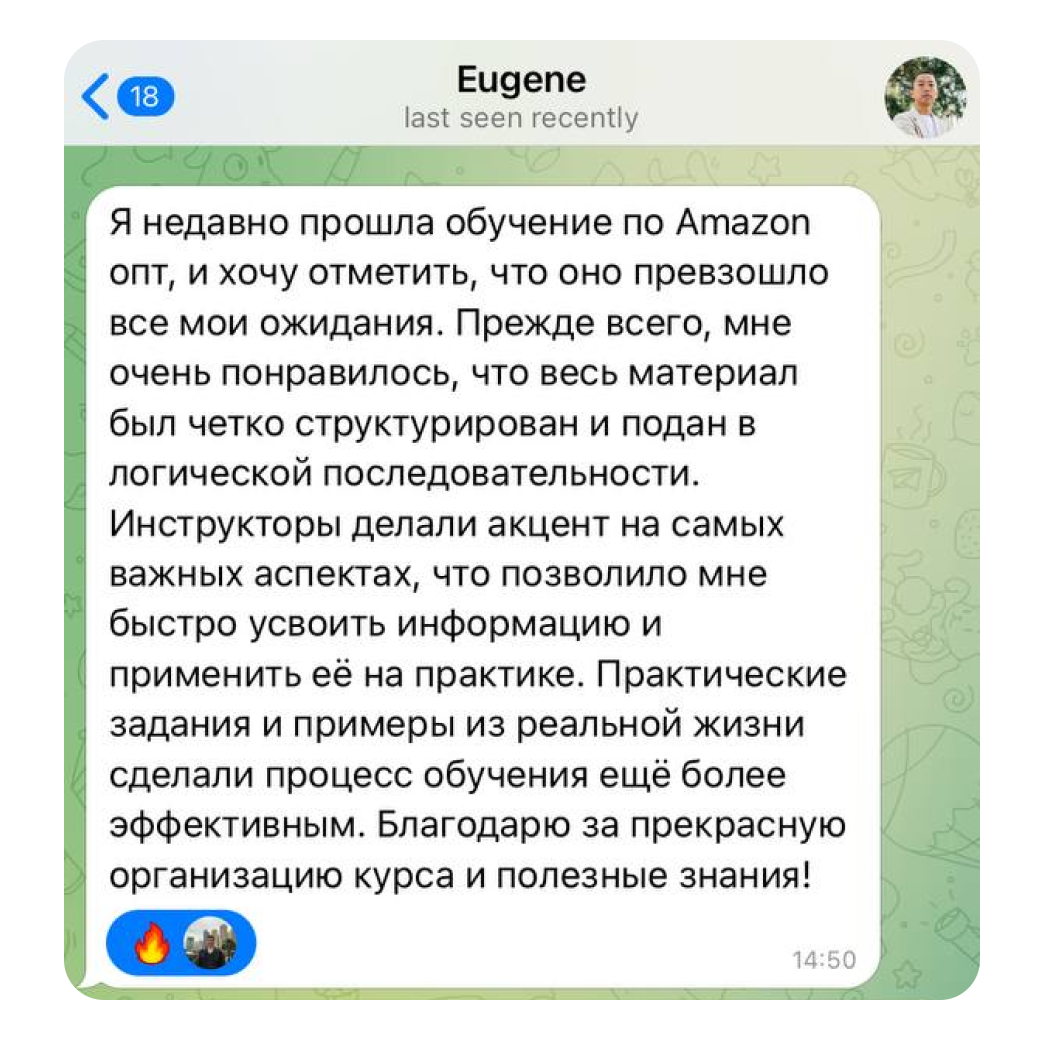 18
Eugene
last seen recently
Я недавно прошла обучение по Amazon
опт, и хочу отметить, что оно превзошло
все мои ожидания. Прежде всего, мне
очень понравилось, что весь материал
был четко структурирован и подан в
логической последовательности.
Инструкторы делали акцент на самых
важных аспектах, что позволило мне
быстро усвоить информацию и
применить её на практике. Практические
задания и примеры из реальной жизни
сделали процесс обучения ещё более
эффективным. Благодарю за прекрасную
организацию курса и полезные знания!
14:50